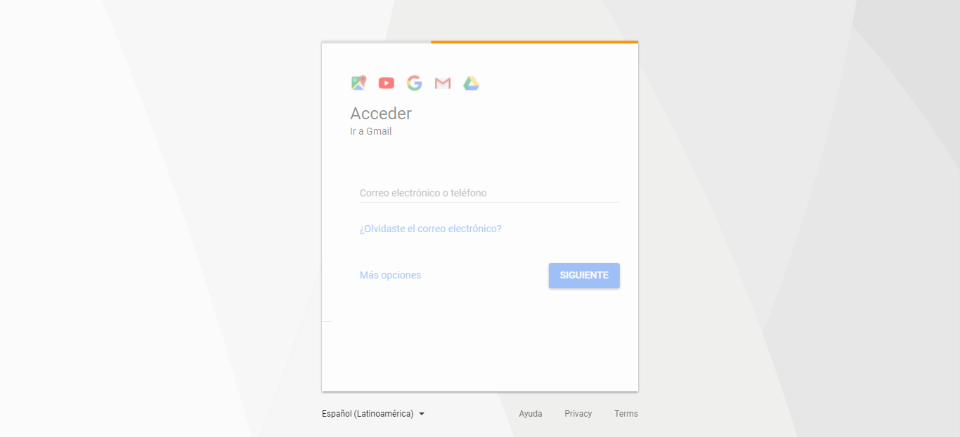 Acceder
Ir a Gmail
Correo electrónico o teléfono
¿Olvidaste el correo electrónico?
Más opciones
SIGUIENTE
Español (Latinoamérica)
Ayuda
Privacy
Terms